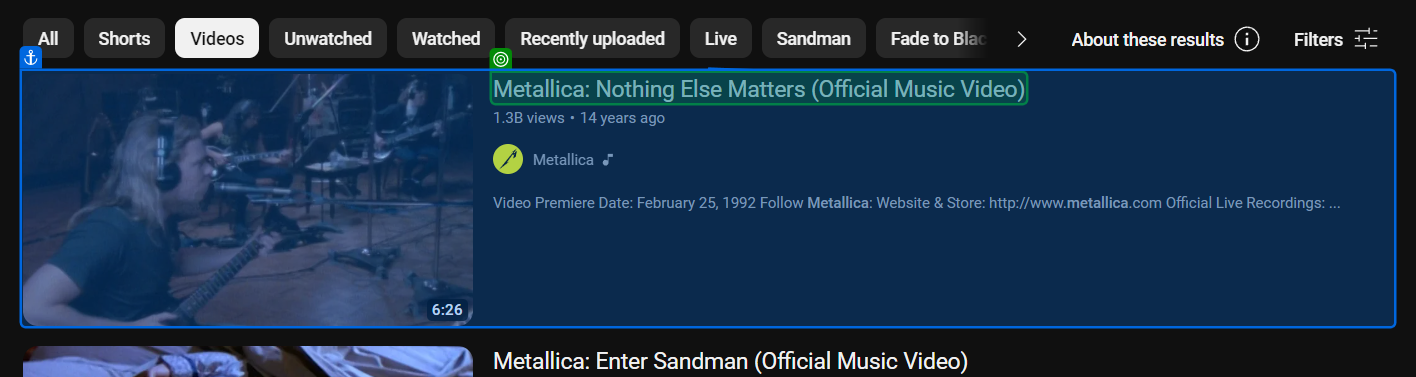 All Shorts Videos Unwatched Watched Recently uploaded Live Sandman Fade to Blac About these results Filters
Metallica: Nothing Else Matters (Official Music Video)
1.3B views • 14 years ago
Metallica
Video Premiere Date: February 25, 1992 Follow Metallica: Website & Store: http://www.metallica.com Official Live Recordings: ...
6:26
Metallica: Enter Sandman (Official Music Video)